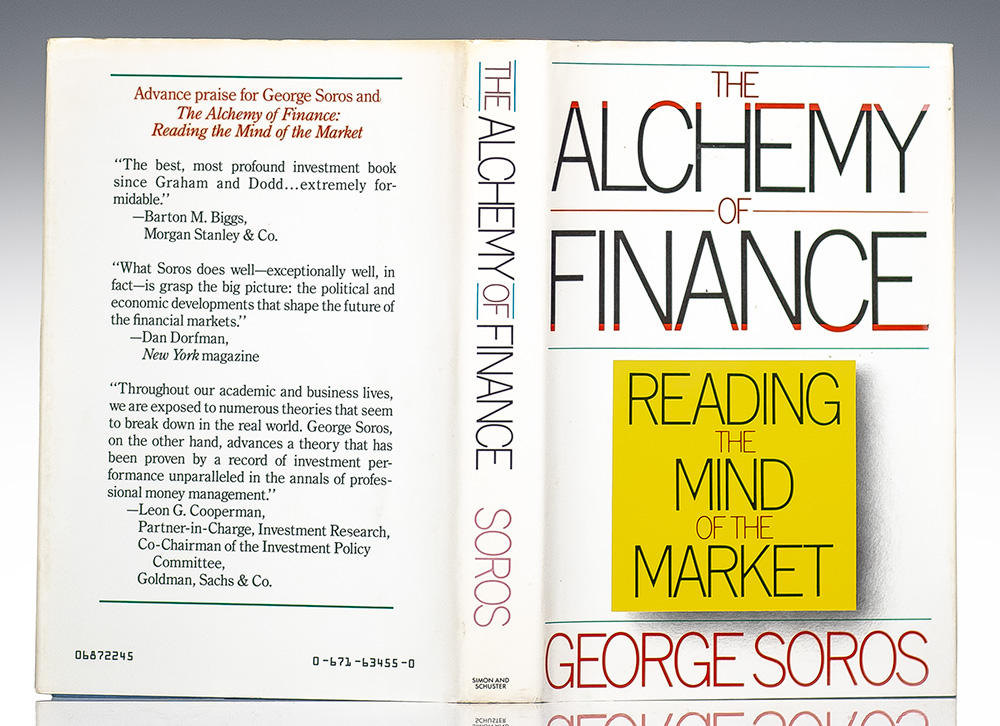 Advance praise for George Soros and
The Alchemy of Finance:
Reading the Mind of the Market
“The best, most profound investment book
since Graham and Dodd...extremely for-
midable.”
—Barton M. Biggs,
Morgan Stanley & Co.
“What Soros does well—exceptionally well, in
fact—is grasp the big picture: the political and
economic developments that shape the future of
the financial markets.”
—Dan Dorfman,
New York magazine
“Throughout our academic and business lives,
we are exposed to numerous theories that seem
to break down in the real world. George Soros,
on the other hand, advances a theory that has
been proven by a record of investment per-
formance unparalleled in the annals of profes-
sional money management.”
—Leon G. Cooperman,
Partner-in-Charge, Investment Research,
Co-Chairman of the Investment Policy
Committee,
Goldman, Sachs & Co.
06872245
0-671-63455-0
THE ALCHEMY OF FINANCE SOROS
SIMON AND
SCHUSTER
THE
ALCHEMY
OF
FINANCE
READING
THE
MIND
OF THE
MARKET
GEORGE SOROS